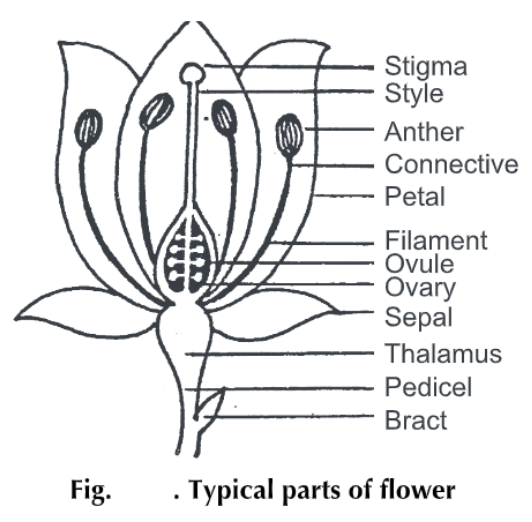 Stigma
Style
Anther
Connective
Petal
Filament
Ovule
Ovary
Sepal
Thalamus
Pedicel
Bract
Fig. . Typical parts of flower